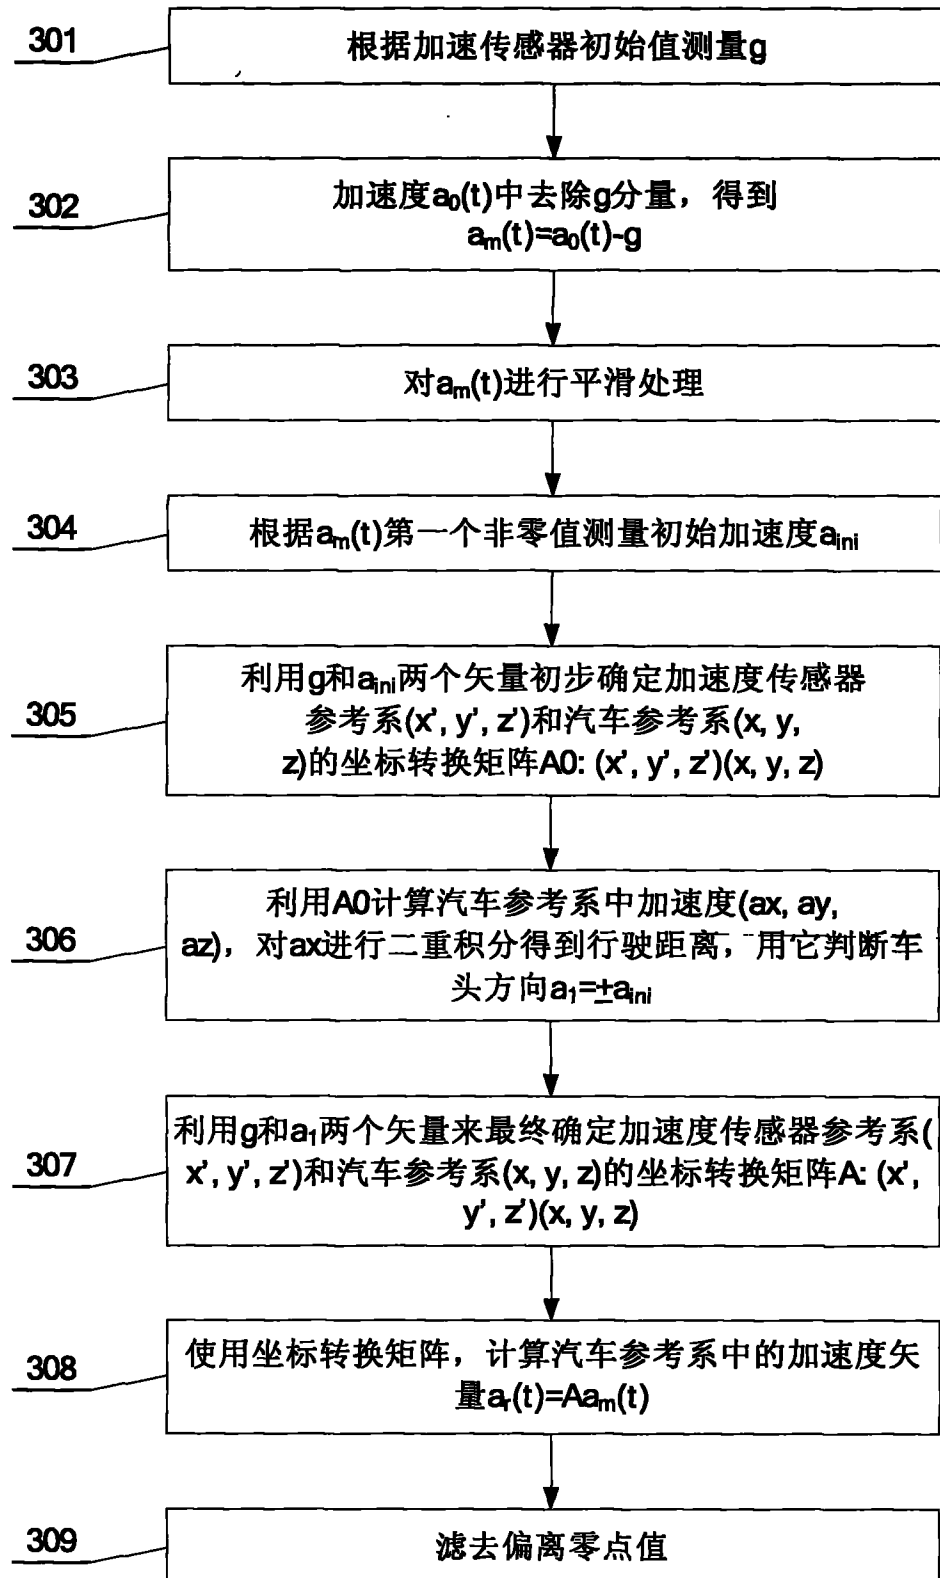 301
根据加速传感器初始值测量g
302
加速度a₀(t)中去除g分量，得到
aₘ(t)=a₀(t)-g
303
对aₘ(t)进行平滑处理
304
根据aₘ(t)第一个非零值测量初始加速度aᵢₙᵢ
305
利用g和aᵢₙᵢ两个矢量初步确定加速度传感器
参考系(x', y', z')和汽车参考系(x, y,
z)的坐标转换矩阵A0: (x', y', z')(x, y, z)
306
利用A0计算汽车参考系中加速度(ax, ay,
az)，对ax进行二重积分得到行驶距离，用它判断车
头方向a₁=±aᵢₙᵢ
307
利用g和a₁两个矢量来最终确定加速度传感器参考系(
x', y', z')和汽车参考系(x, y, z)的坐标转换矩阵A: (x',
y', z')(x, y, z)
308
使用坐标转换矩阵，计算汽车参考系中的加速度矢
量aᵣ(t)=Aaₘ(t)
309
滤去偏离零点值